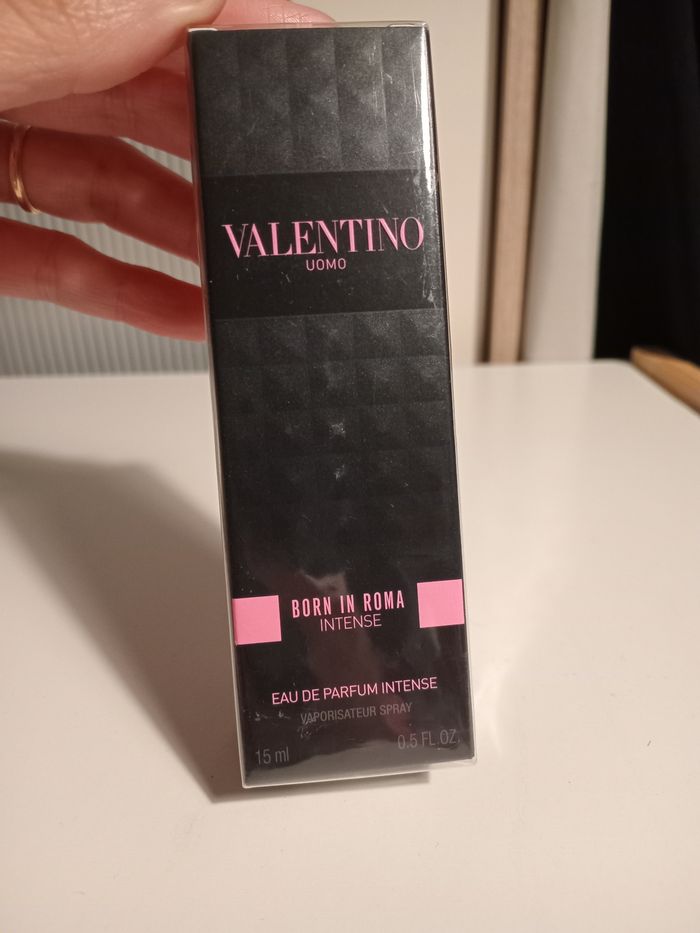 VALENTINO
UOMO
BORN IN ROMA
INTENSE
EAU DE PARFUM INTENSE
VAPORISATEUR SPRAY
15 ml 0.5 FL.OZ.